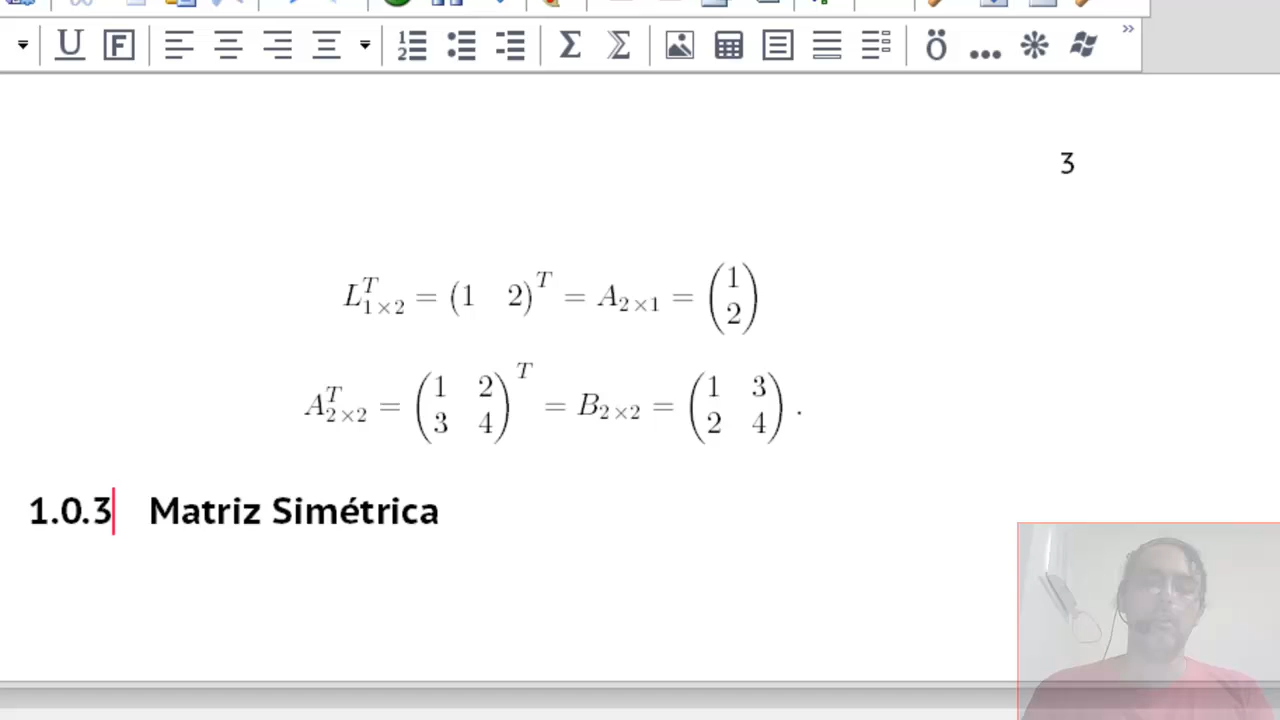 3
L^T_{1×2} = (1 2)^T = A_{2×1} = (1; 2)
A^T_{2×2} = (1 2; 3 4)^T = B_{2×2} = (1 3; 2 4) .
1.0.3 Matriz Simétrica